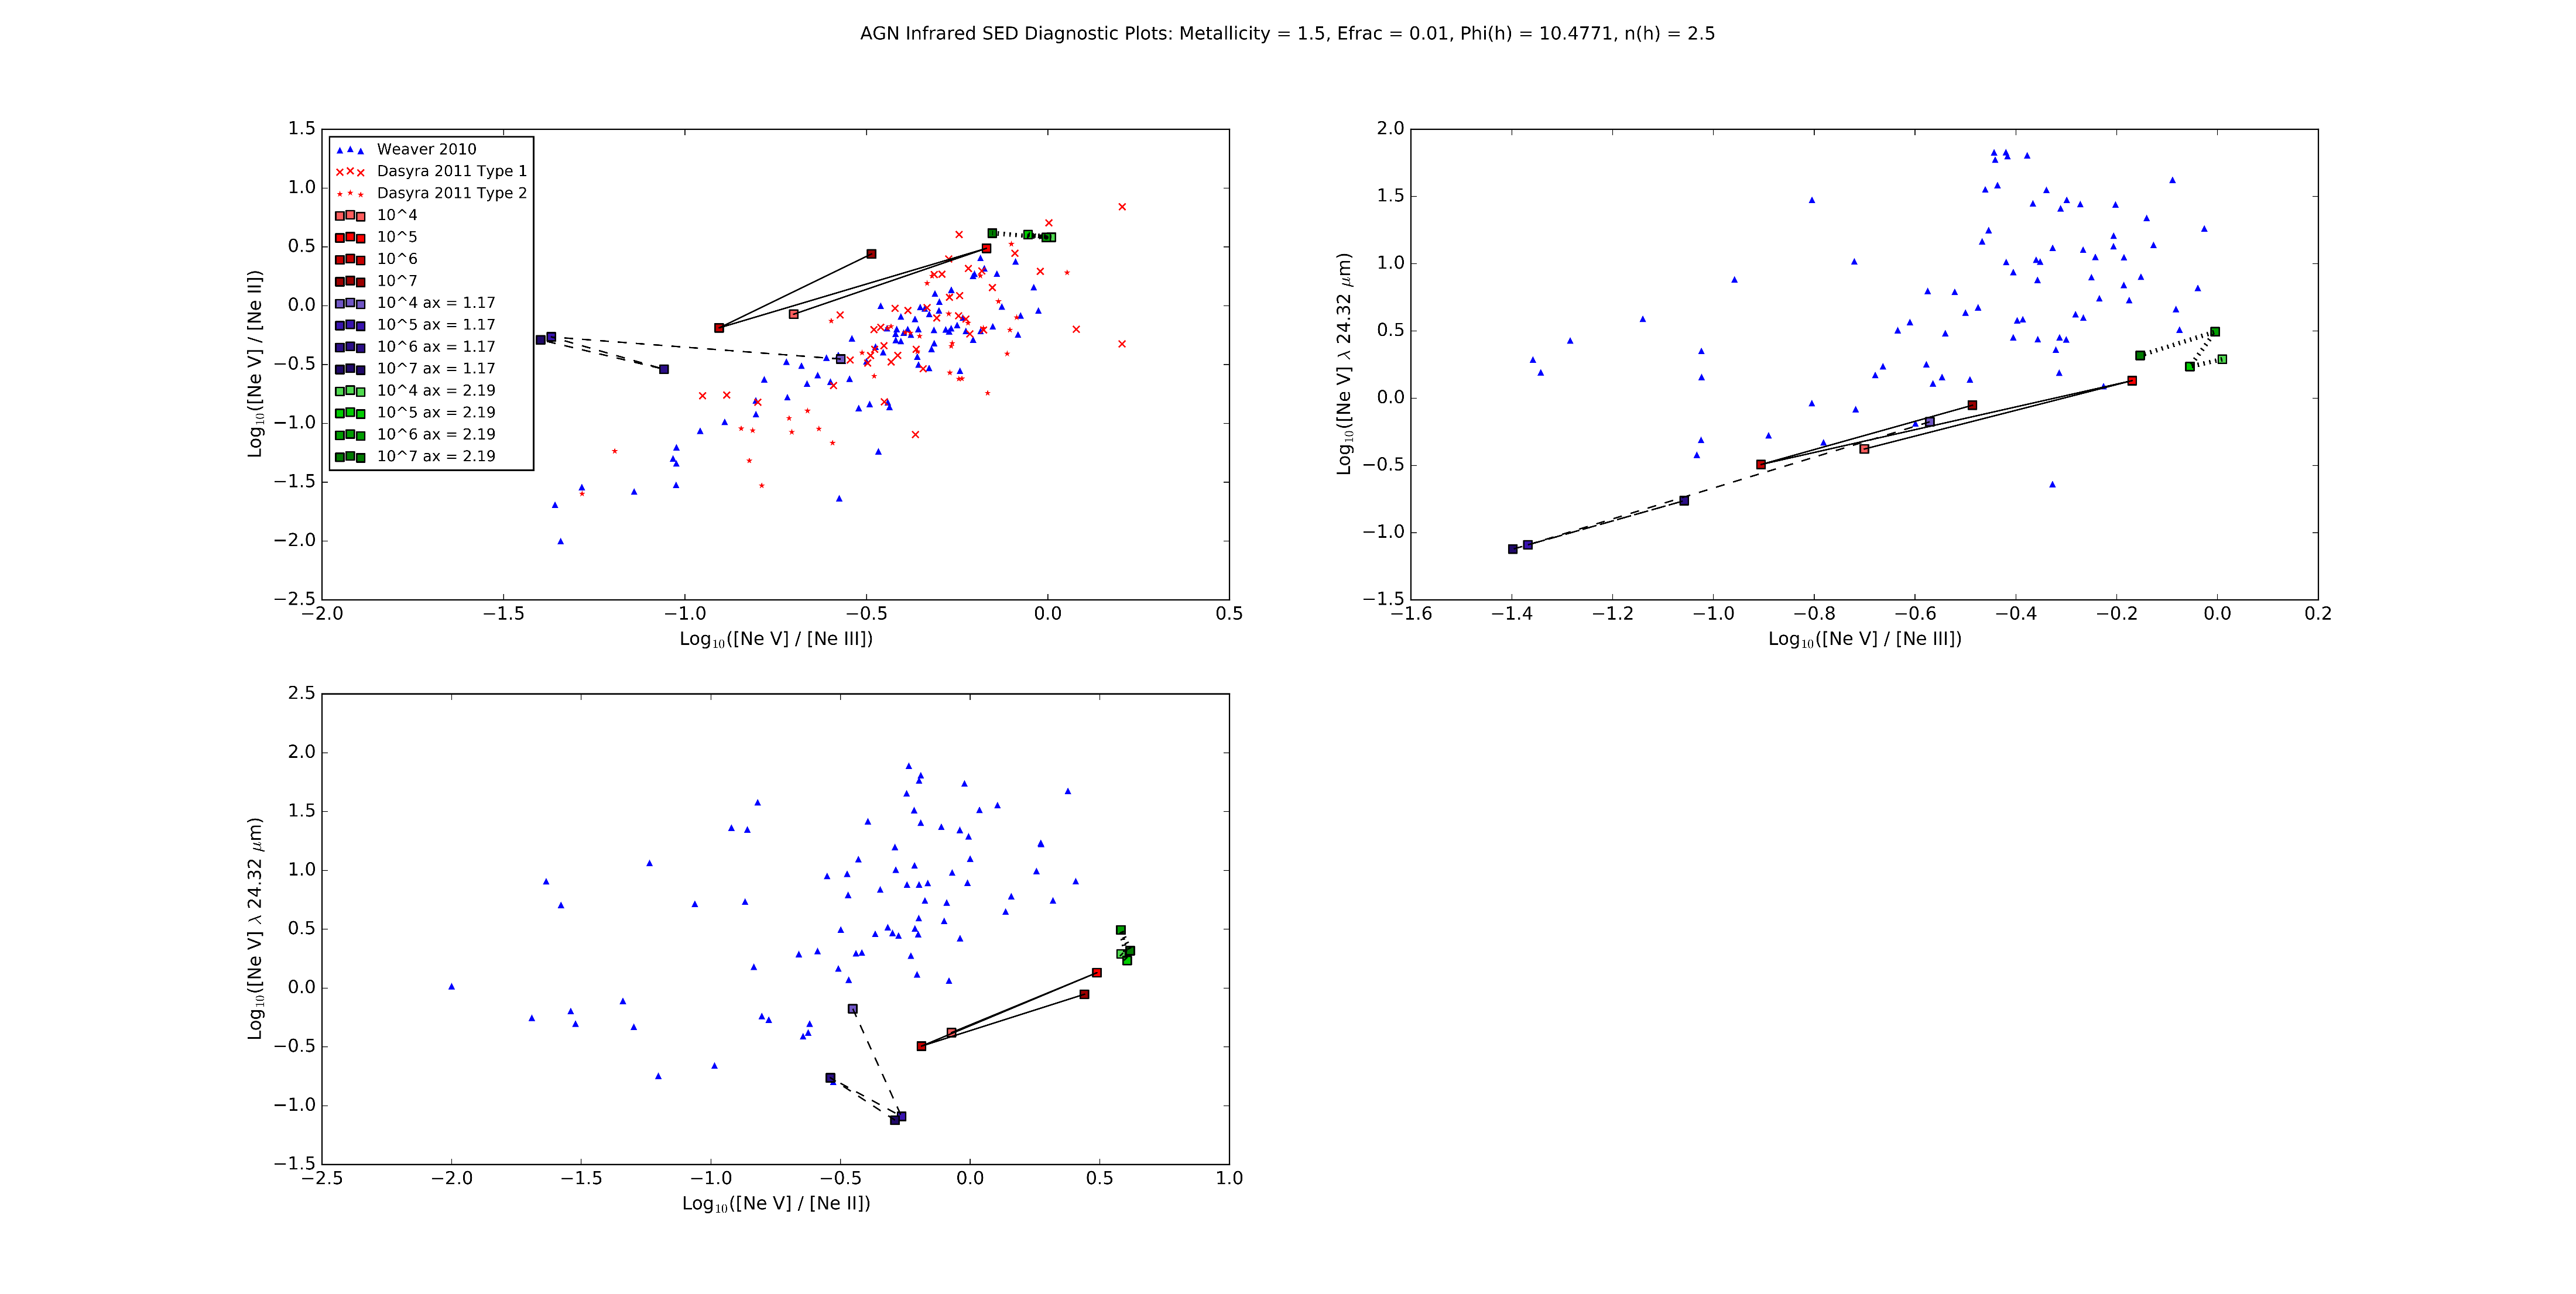 AGN Infrared SED Diagnostic Plots: Metallicity = 1.5, Efrac = 0.01, Phi(h) = 10.4771, n(h) = 2.5
1.5
1.0
0.5
0.0
−0.5
−1.0
−1.5
−2.0
−2.5
Log₁₀([Ne V] / [Ne II])
Weaver 2010
Dasyra 2011 Type 1
Dasyra 2011 Type 2
10^4
10^5
10^6
10^7
10^4 ax = 1.17
10^5 ax = 1.17
10^6 ax = 1.17
10^7 ax = 1.17
10^4 ax = 2.19
10^5 ax = 2.19
10^6 ax = 2.19
10^7 ax = 2.19
−2.0 −1.5 −1.0 −0.5 0.0 0.5
Log₁₀([Ne V] / [Ne III])
2.0
1.5
1.0
0.5
0.0
−0.5
−1.0
−1.5
Log₁₀([Ne V] λ 24.32 μm)
−1.6 −1.4 −1.2 −1.0 −0.8 −0.6 −0.4 −0.2 0.0 0.2
Log₁₀([Ne V] / [Ne III])
2.5
2.0
1.5
1.0
0.5
0.0
−0.5
−1.0
−1.5
Log₁₀([Ne V] λ 24.32 μm)
−2.5 −2.0 −1.5 −1.0 −0.5 0.0 0.5 1.0
Log₁₀([Ne V] / [Ne II])